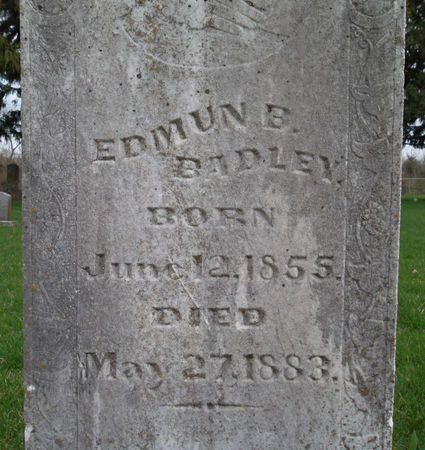 EDMUN B.
BADLEY,
BORN
June 12, 1855.
DIED
May 27, 1883.